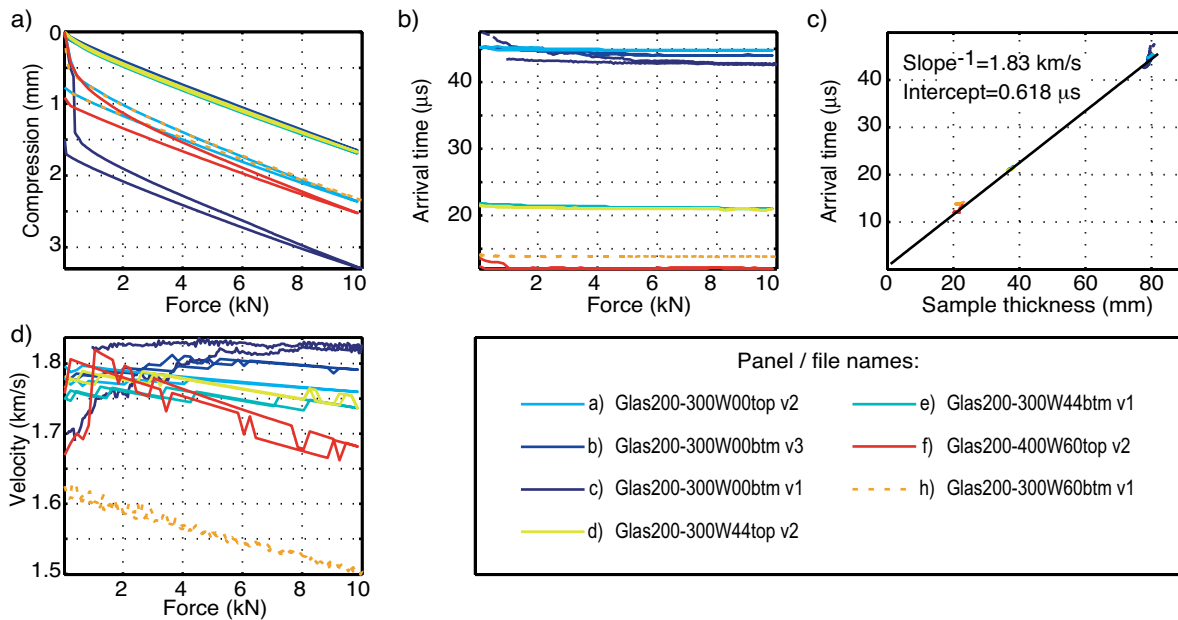 a)
0
1
2
3
Compression (mm)
2
4
6
8
10
Force (kN)
b)
40
30
20
Arrival time (µs)
2
4
6
8
10
Force (kN)
c)
Slope-1=1.83 km/s
Intercept=0.618 µs
40
30
20
10
Arrival time (µs)
0
20
40
60
80
Sample thickness (mm)
d)
1.8
1.7
1.6
1.5
Velocity (km/s)
2
4
6
8
10
Force (kN)
Panel / file names:
a) Glas200-300W00top v2
b) Glas200-300W00btm v3
c) Glas200-300W00btm v1
d) Glas200-300W44top v2
e) Glas200-300W44btm v1
f) Glas200-400W60top v2
h) Glas200-300W60btm v1